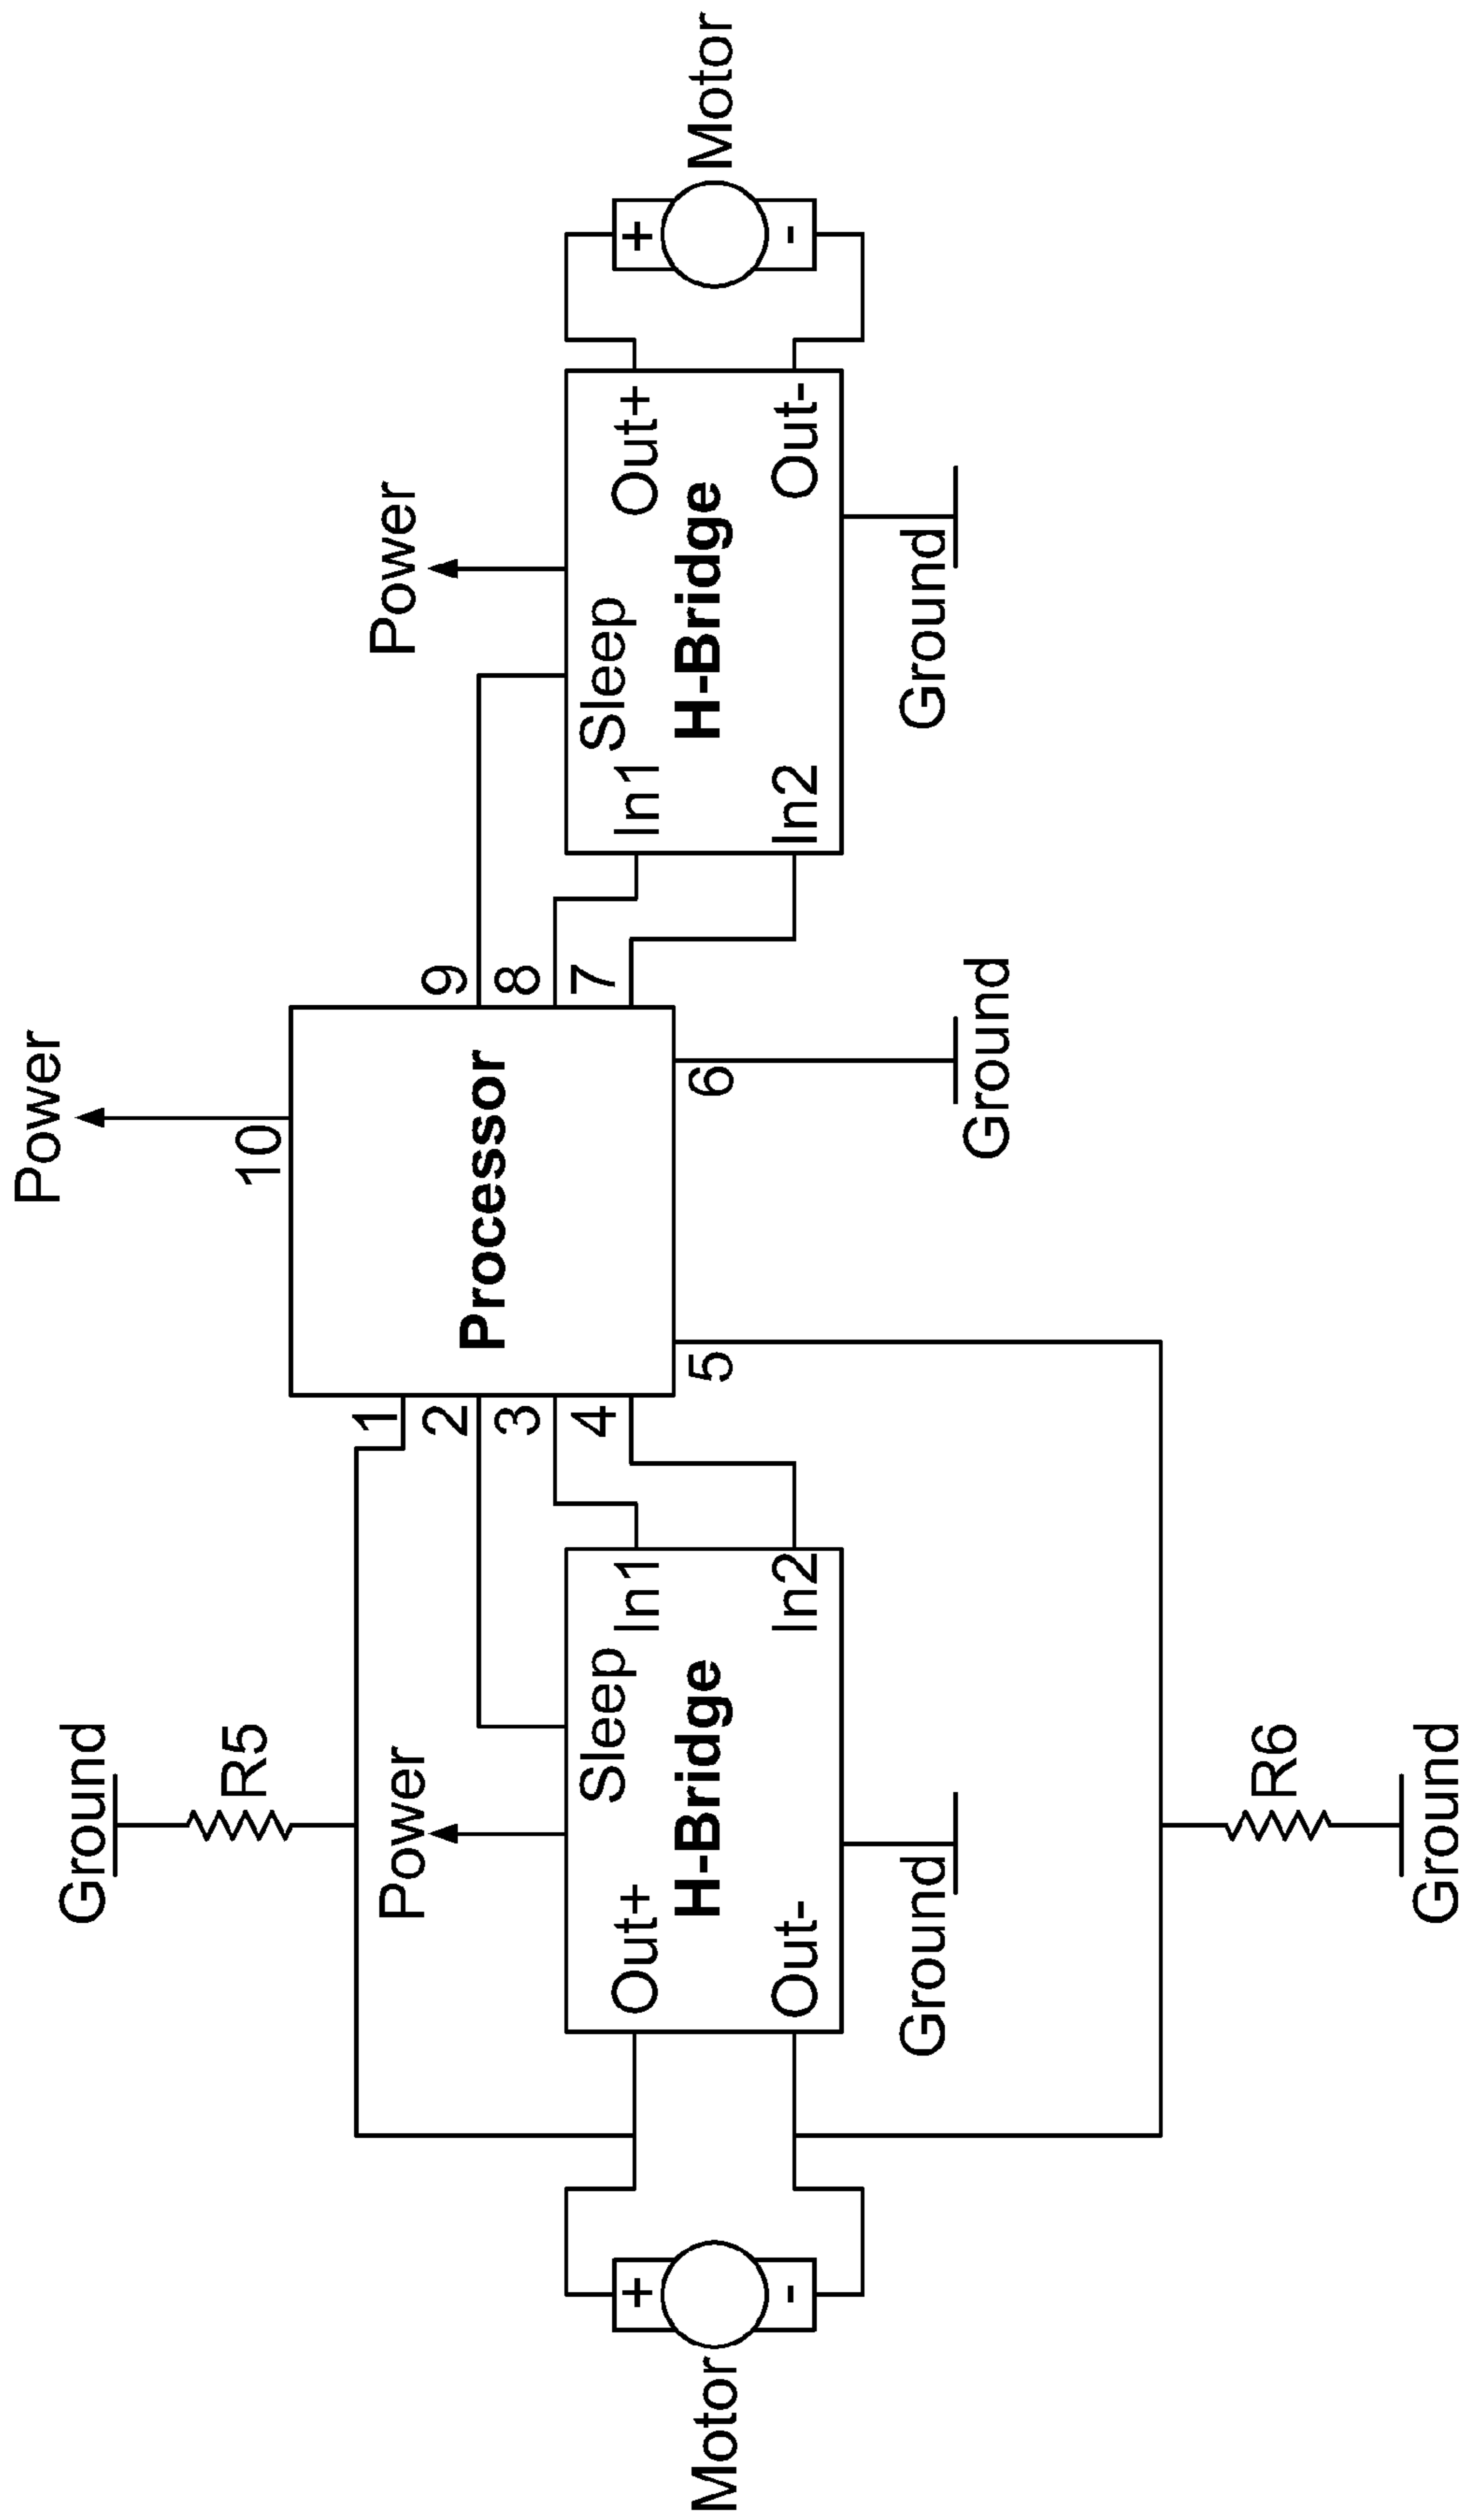 Power
Ground
R5
10
1
Power
Power
2
9
Processor
3
8
4
7
Sleep
Sleep
Out+
In1
In1
Out+
Motor
+
-
H-Bridge
5
6
H-Bridge
+
-
Motor
Out-
In2
In2
Out-
Ground
Ground
Ground
R6
Ground